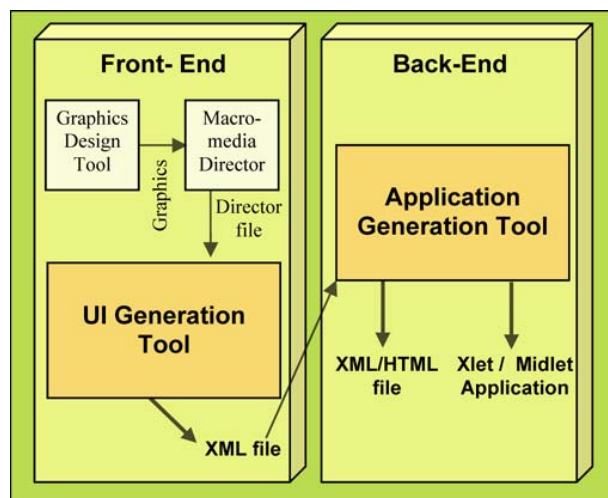 Front- End
Graphics
Design
Tool
Macro-
media
Director
Graphics
Director
file
UI Generation
Tool
XML file
Back-End
Application
Generation Tool
XML/HTML
file
Xlet / Midlet
Application